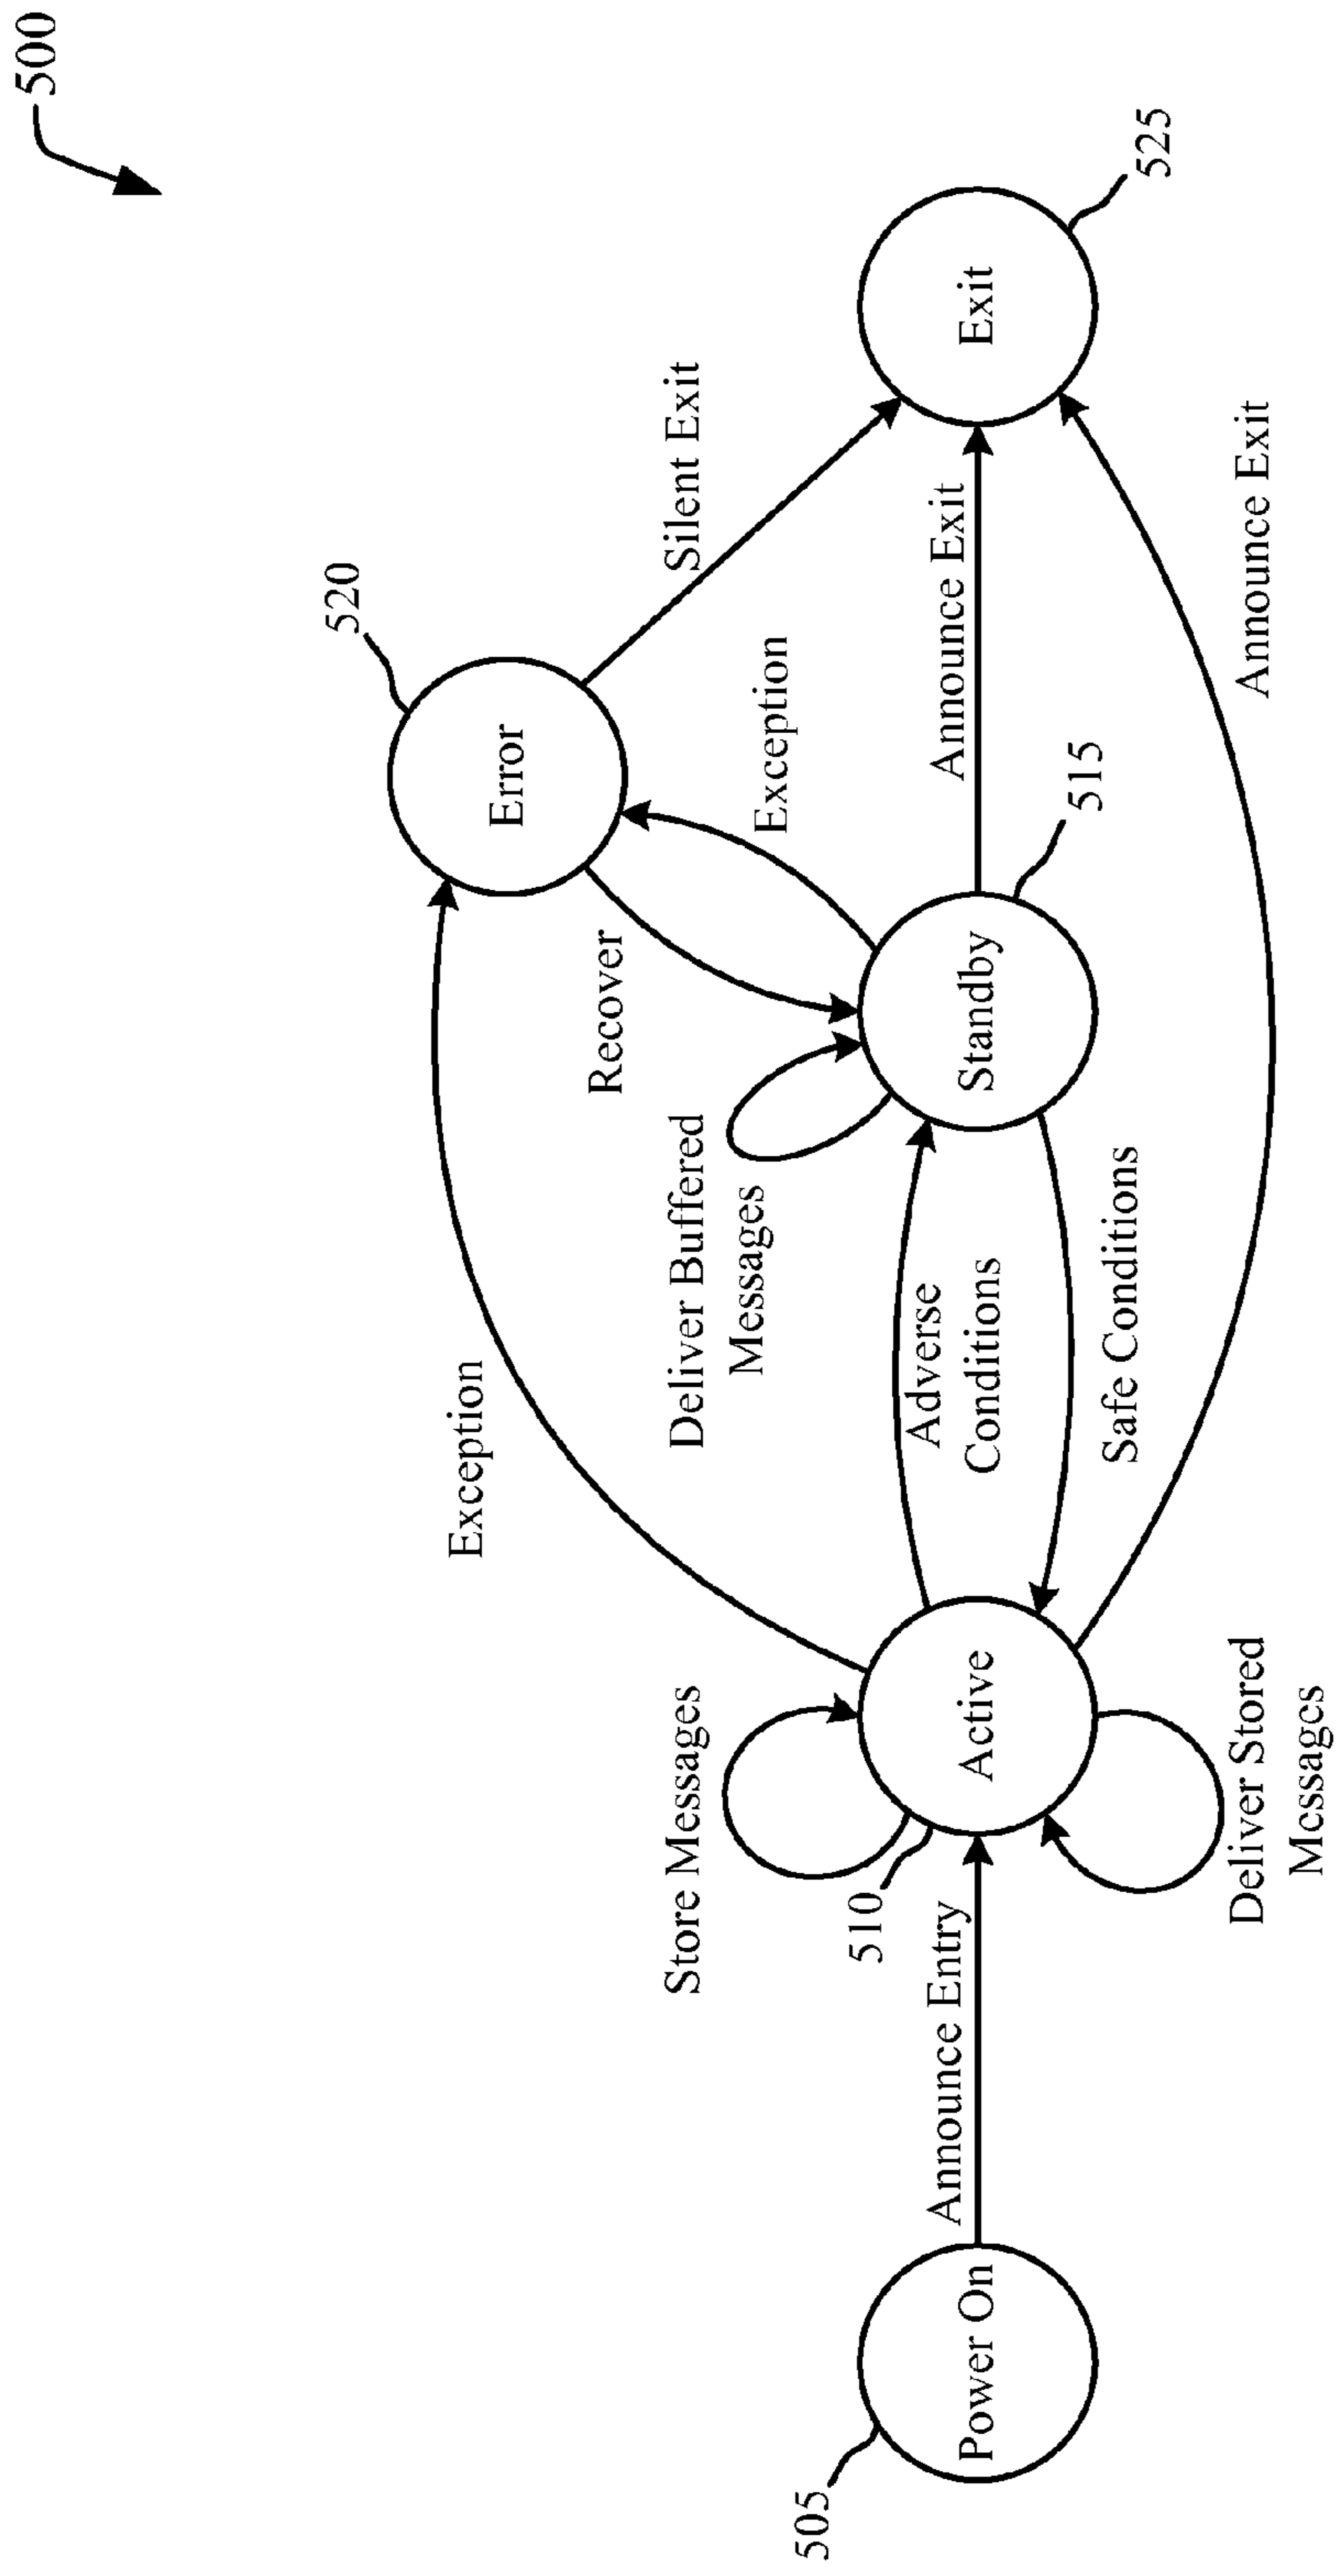 500
520
Error
Silent Exit
Exception
Recover
Exception
Deliver Buffered
Messages
Store Messages
510
505
Power On
Announce Entry
Active
Adverse
Conditions
Standby
Announce Exit
Exit
515
525
Safe Conditions
Announce Exit
Deliver Stored
Messages